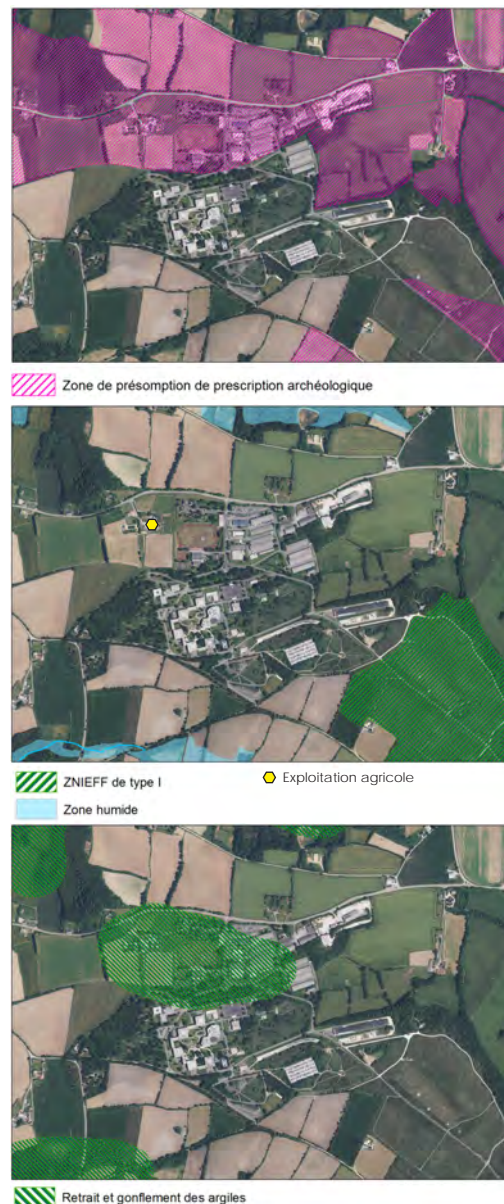 Zone de présomption de prescription archéologique
ZNIEFF de type I
Exploitation agricole
Zone humide
Retrait et gonflement des argiles